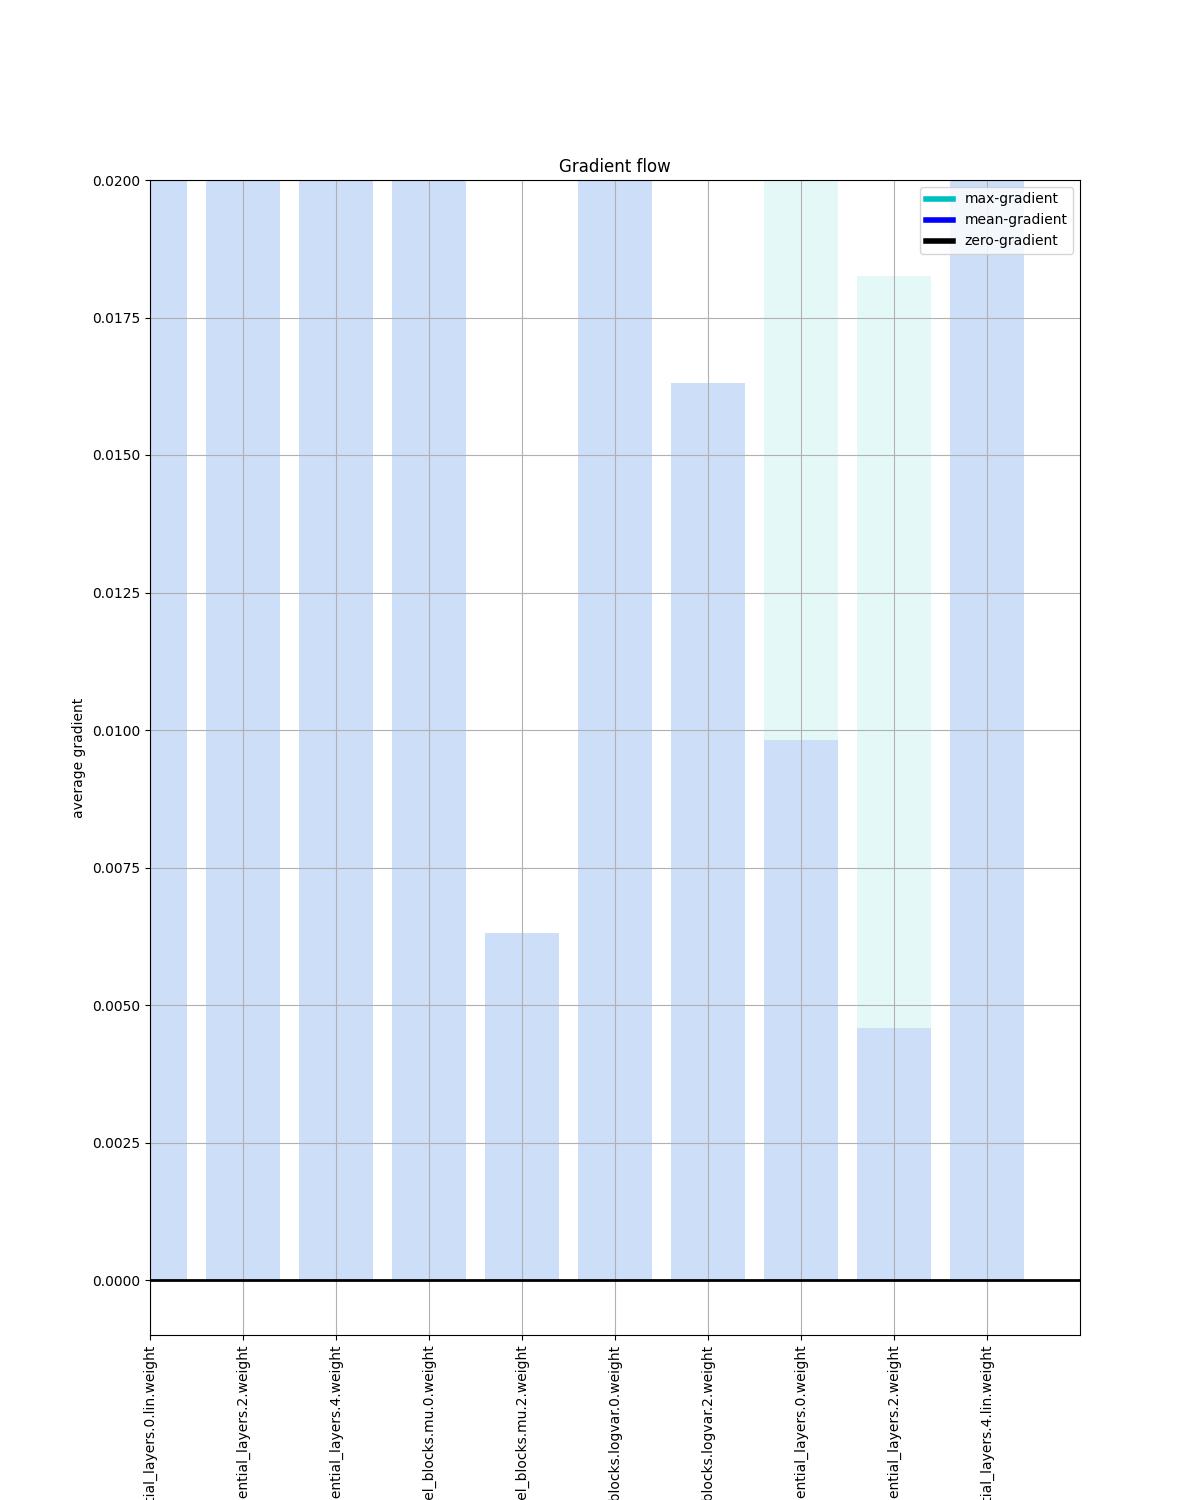 Gradient flow
max-gradient
mean-gradient
zero-gradient
0.0200
0.0175
0.0150
0.0125
0.0100
0.0075
0.0050
0.0025
0.0000
average gradient
tial_layers.0.lin.weight
ential_layers.2.weight
ential_layers.4.weight
el_blocks.mu.0.weight
el_blocks.mu.2.weight
blocks.logvar.0.weight
blocks.logvar.2.weight
ential_layers.0.weight
ential_layers.2.weight
tial_layers.4.lin.weight